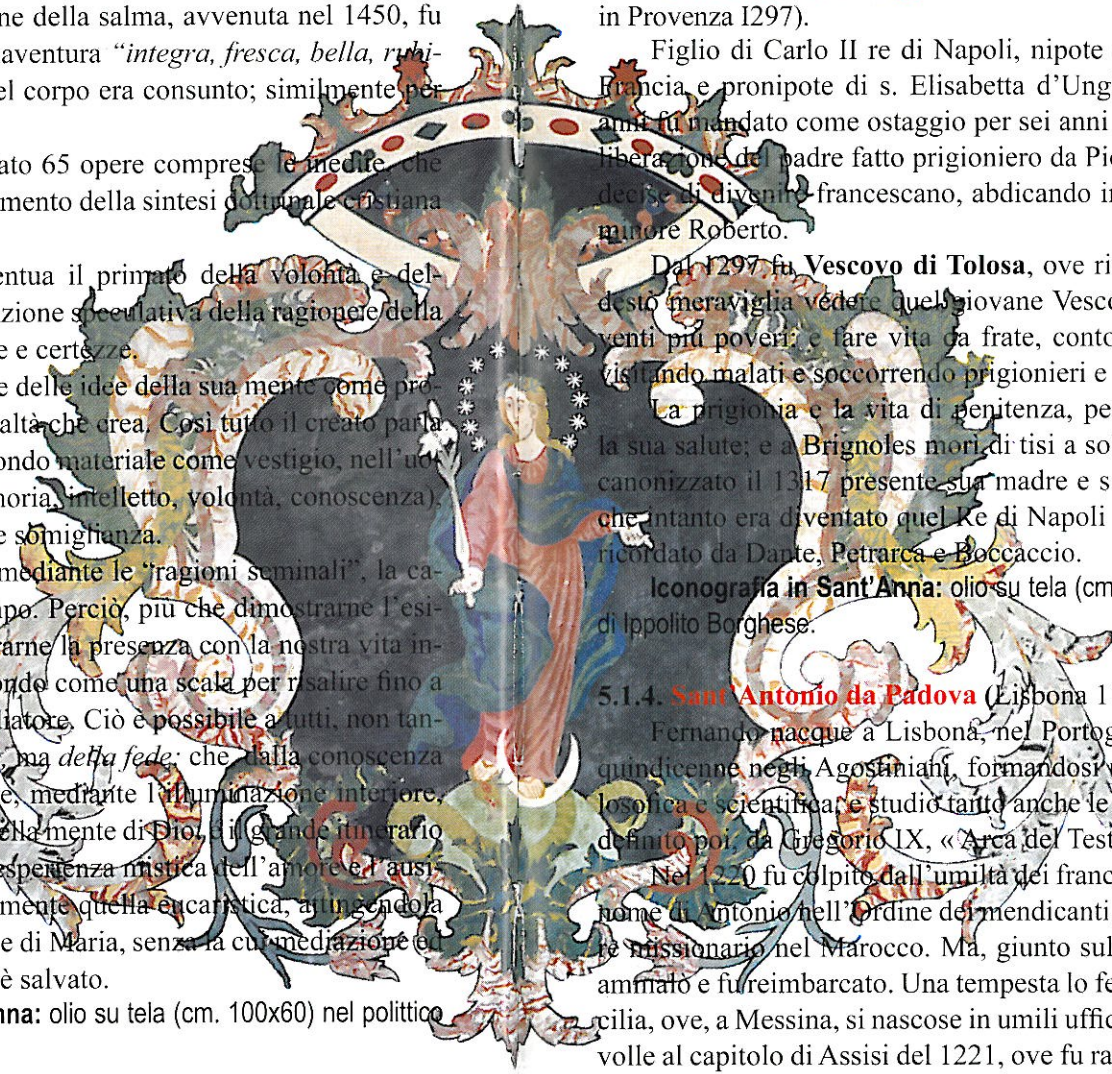 ne della salma, avvenuta nel 1450, fu
aventura “integra, fresca, bella, rubi-
el corpo era consunto; similmente per
ato 65 opere comprese le inedite, che
mento della sintesi dottrinale cristiana
entua il primato della volontà e del-
zione speculativa della ragione e della
e e certezze.
e delle idee della sua mente come pro-
altà che crea. Così tutto il creato parla
ondo materiale come vestigio, nell’uo-
noria, intelletto, volontà, conoscenza),
e somiglianza.
mediante le “ragioni seminali”, la ca-
npo. Perciò, più che dimostrarne l’esi-
rarne la presenza con la nostra vita in-
ondo come una scala per risalire fino a
liatore. Ciò è possibile a tutti, non tan-
, ma della fede; che, dalla conoscenza
e, mediante l’illuminazione interiore,
ella mente di Dio, è il grande itinerario
esperienza mistica dell’amore e l’ausi-
mente quella eucaristica, attingendola
e di Maria, senza la cui mediazione ed
è salvato.
nna: olio su tela (cm. 100x60) nel polittico
in Provenza I297).
Figlio di Carlo II re di Napoli, nipote
Francia e pronipote di s. Elisabetta d’Ung
anni fu mandato come ostaggio per sei anni
liberazione del padre fatto prigioniero da Pie
decise di divenire francescano, abdicando in
minore Roberto.
Dal 1297 fu Vescovo di Tolosa, ove ri
destò meraviglia vedere quel giovane Vesco
venti più poveri; e fare vita da frate, conto
visitando malati e soccorrendo prigionieri e
La prigionia e la vita di penitenza, pe
la sua salute; e a Brignoles morì di tisi a so
canonizzato il 1317 presente sua madre e s
che intanto era diventato quel Re di Napoli
ricordato da Dante, Petrarca e Boccaccio.
Iconografia in Sant’Anna: olio su tela (cm
di Ippolito Borghese.
5.1.4. Sant’Antonio da Padova (Lisbona 1
Fernando nacque a Lisbona, nel Portog
quindicenne negli Agostiniani, formandosi
losofica e scientifica; e studiò tanto anche le
definito poi, da Gregorio IX, «Arca del Test
Nel 1220 fu colpito dall’umiltà dei franc
nome di Antonio nell’Ordine dei mendicanti
re missionario nel Marocco. Ma, giunto sul
ammalò e fu reimbarcato. Una tempesta lo fe
cilia, ove, a Messina, si nascose in umili uffic
volle al capitolo di Assisi del 1221, ove fu ra